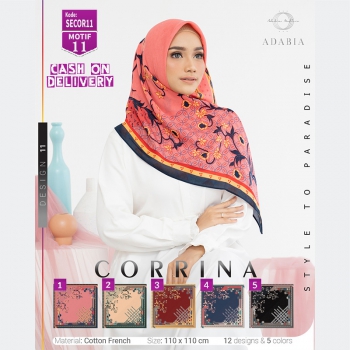 Kode:
SECOR11
MOTIF
11
CASH ON
DELIVERY
ADABIA
DESIGN 11
STYLE TO PARADISE
CORRINA
1 2 3 4 5
Material: Cotton French | Size: 110 x 110 cm
12 designs & 5 colors